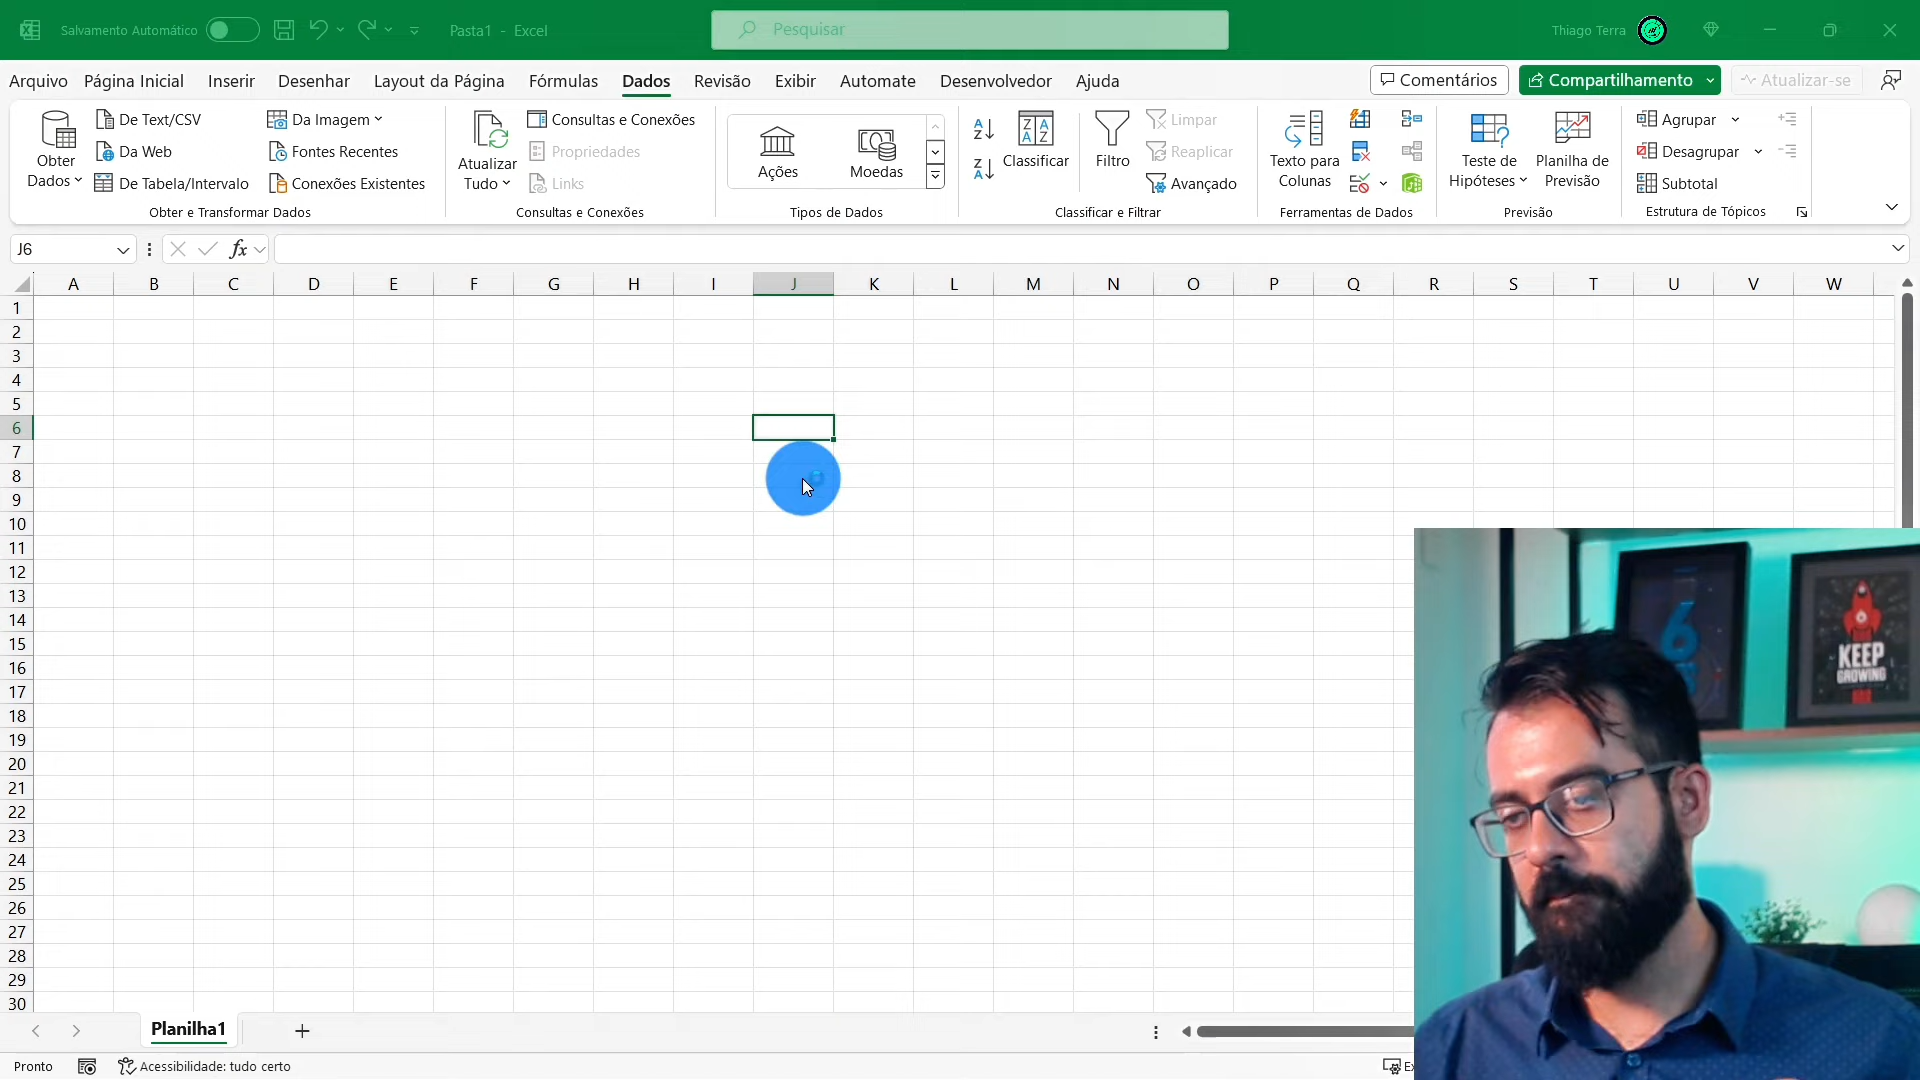 Salvamento Automático
Pasta1 - Excel
Pesquisar
Thiago Terra
Arquivo Página Inicial Inserir Desenhar Layout da Página Fórmulas Dados Revisão Exibir Automate Desenvolvedor Ajuda
Comentários Compartilhamento Atualizar-se
Obter
Dados
De Text/CSV
Da Web
De Tabela/Intervalo
Da Imagem
Fontes Recentes
Conexões Existentes
Obter e Transformar Dados
Atualizar
Tudo
Consultas e Conexões
Propriedades
Links
Consultas e Conexões
Ações
Moedas
Tipos de Dados
Classificar
Filtro
Limpar
Reaplicar
Avançado
Classificar e Filtrar
Texto para
Colunas
Ferramentas de Dados
Teste de
Hipóteses
Planilha de
Previsão
Previsão
Agrupar
Desagrupar
Subtotal
Estrutura de Tópicos
J6
fx
A B C D E F G H I J K L M N O P Q R S T U V W
1
2
3
4
5
6
7
8
9
10
11
12
13
14
15
16
17
18
19
20
21
22
23
24
25
26
27
28
29
30
KEEP
GROWING
Planilha1
Pronto
Acessibilidade: tudo certo